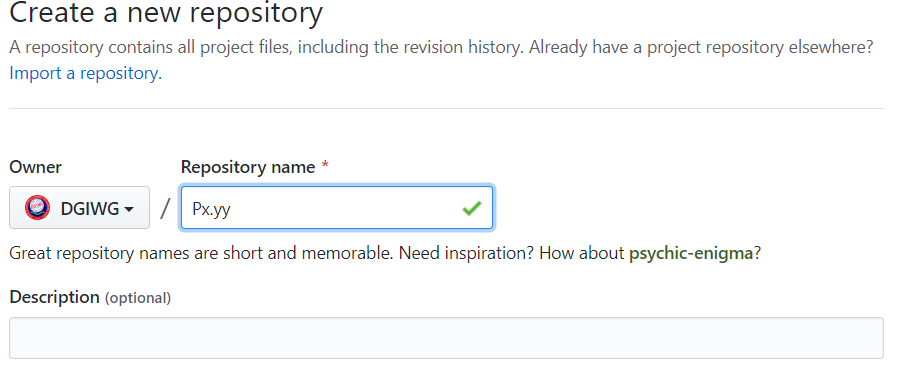 Create a new repository
A repository contains all project files, including the revision history. Already have a project repository elsewhere?
Import a repository.
Owner
Repository name *
DGIWG / Px.yy
Great repository names are short and memorable. Need inspiration? How about psychic-enigma?
Description (optional)